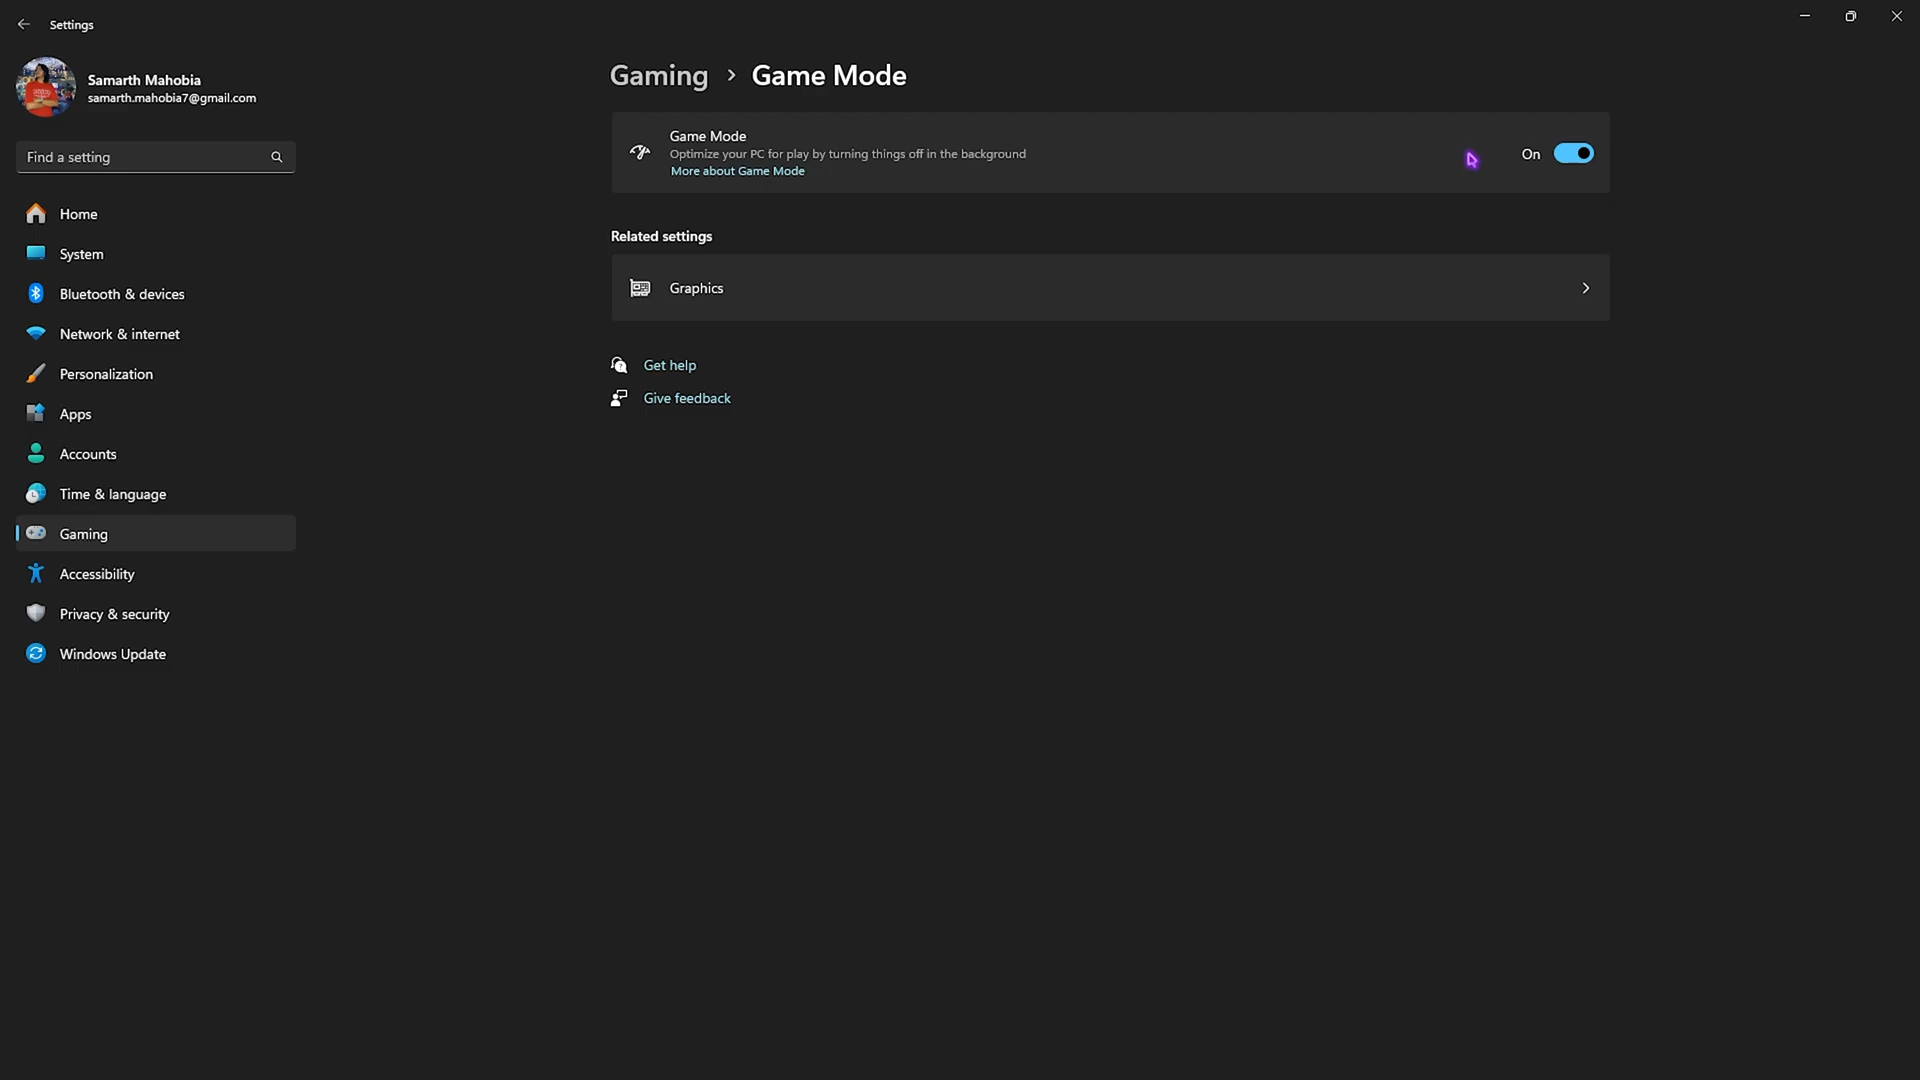 Settings
Samarth Mahobia
samarth.mahobia7@gmail.com
Find a setting
Home
System
Bluetooth & devices
Network & internet
Personalization
Apps
Accounts
Time & language
Gaming
Accessibility
Privacy & security
Windows Update
Gaming › Game Mode
Game Mode
Optimize your PC for play by turning things off in the background
More about Game Mode
On
Related settings
Graphics
Get help
Give feedback